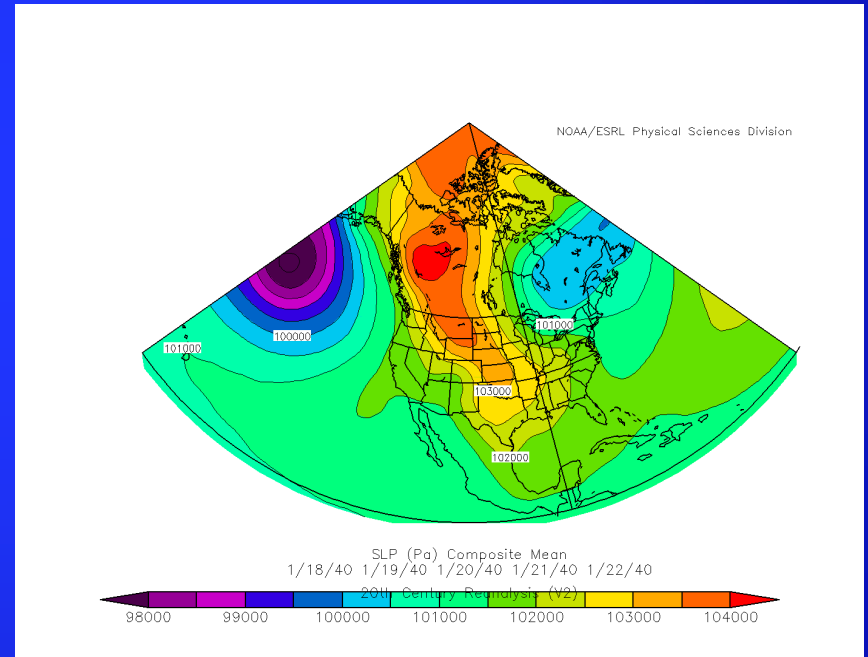 NOAA/ESRL Physical Sciences Division
101000
100000
101000
103000
102000
SLP (Pa) Composite Mean
1/18/40 1/19/40 1/20/40 1/21/40 1/22/40
20th Century Reanalysis (V2)
98000 99000 100000 101000 102000 103000 104000